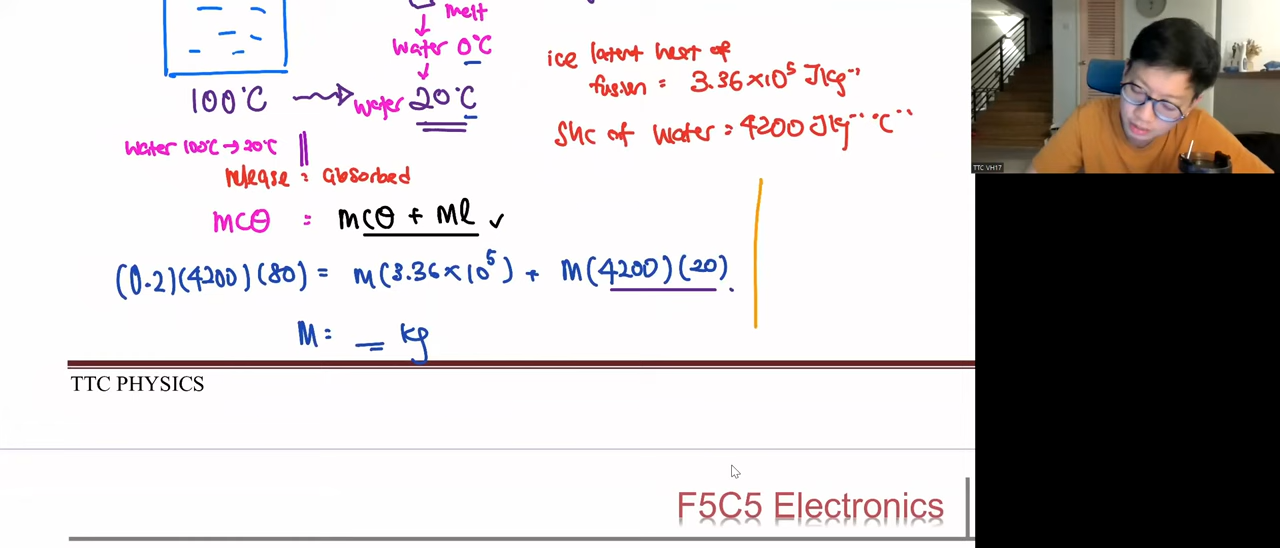 melt
water 0°C
100°C → water 20°C
ice latent heat of
fusion = 3.36×10⁵ Jkg⁻¹
Shc of water = 4200 Jkg⁻¹ °C⁻¹
water 100°C → 20°C
release = absorbed
mcθ = mcθ + ml ✓
(0.2)(4200)(80) = m(3.36×10⁵) + m(4200)(20).
m = __ kg
TTC PHYSICS
F5C5 Electronics
TTC VH17